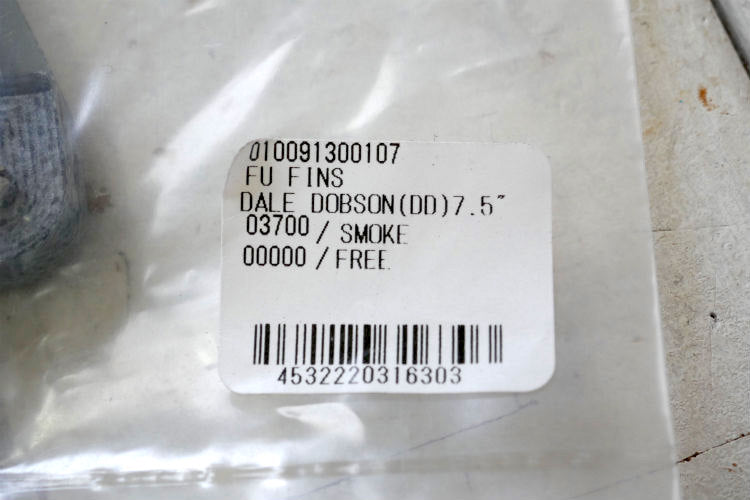 010091300107
FU FINS
DALE DOBSON(DD)7.5"
03700 / SMOKE
00000 / FREE
4532220316303